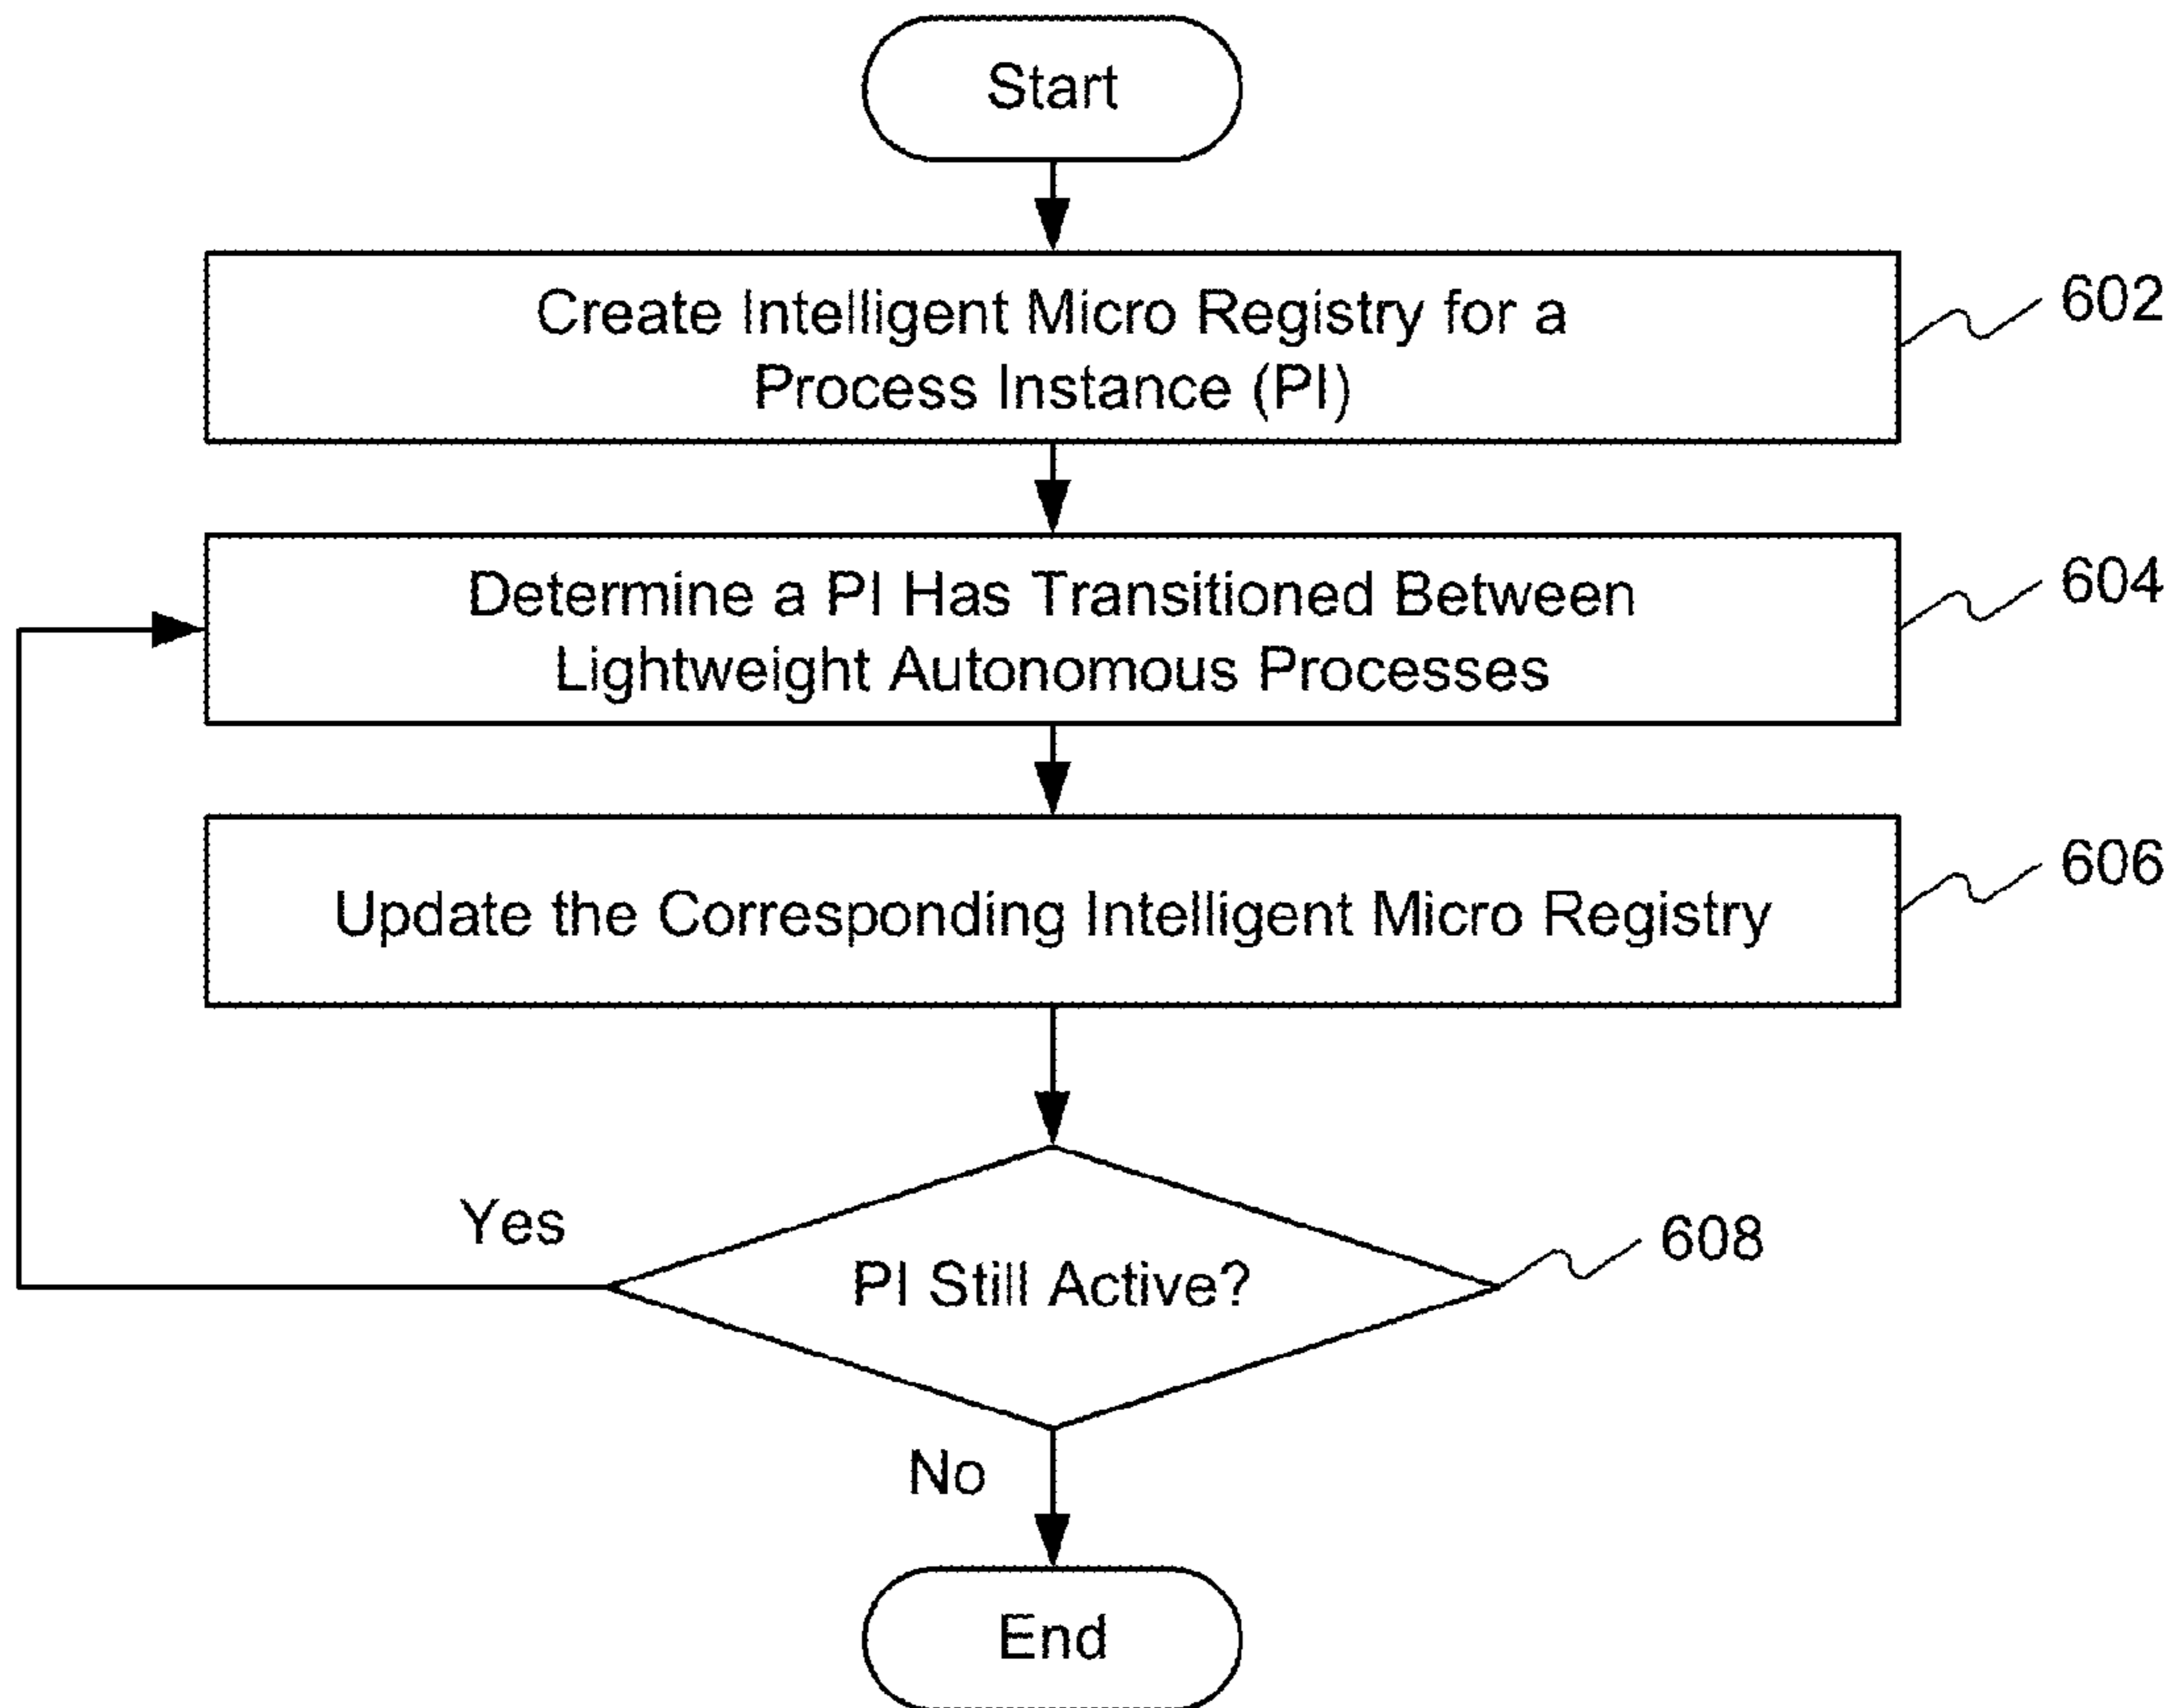 Start
Create Intelligent Micro Registry for a
Process Instance (PI)
602
Determine a PI Has Transitioned Between
Lightweight Autonomous Processes
604
Update the Corresponding Intelligent Micro Registry
606
Yes
PI Still Active?
608
No
End